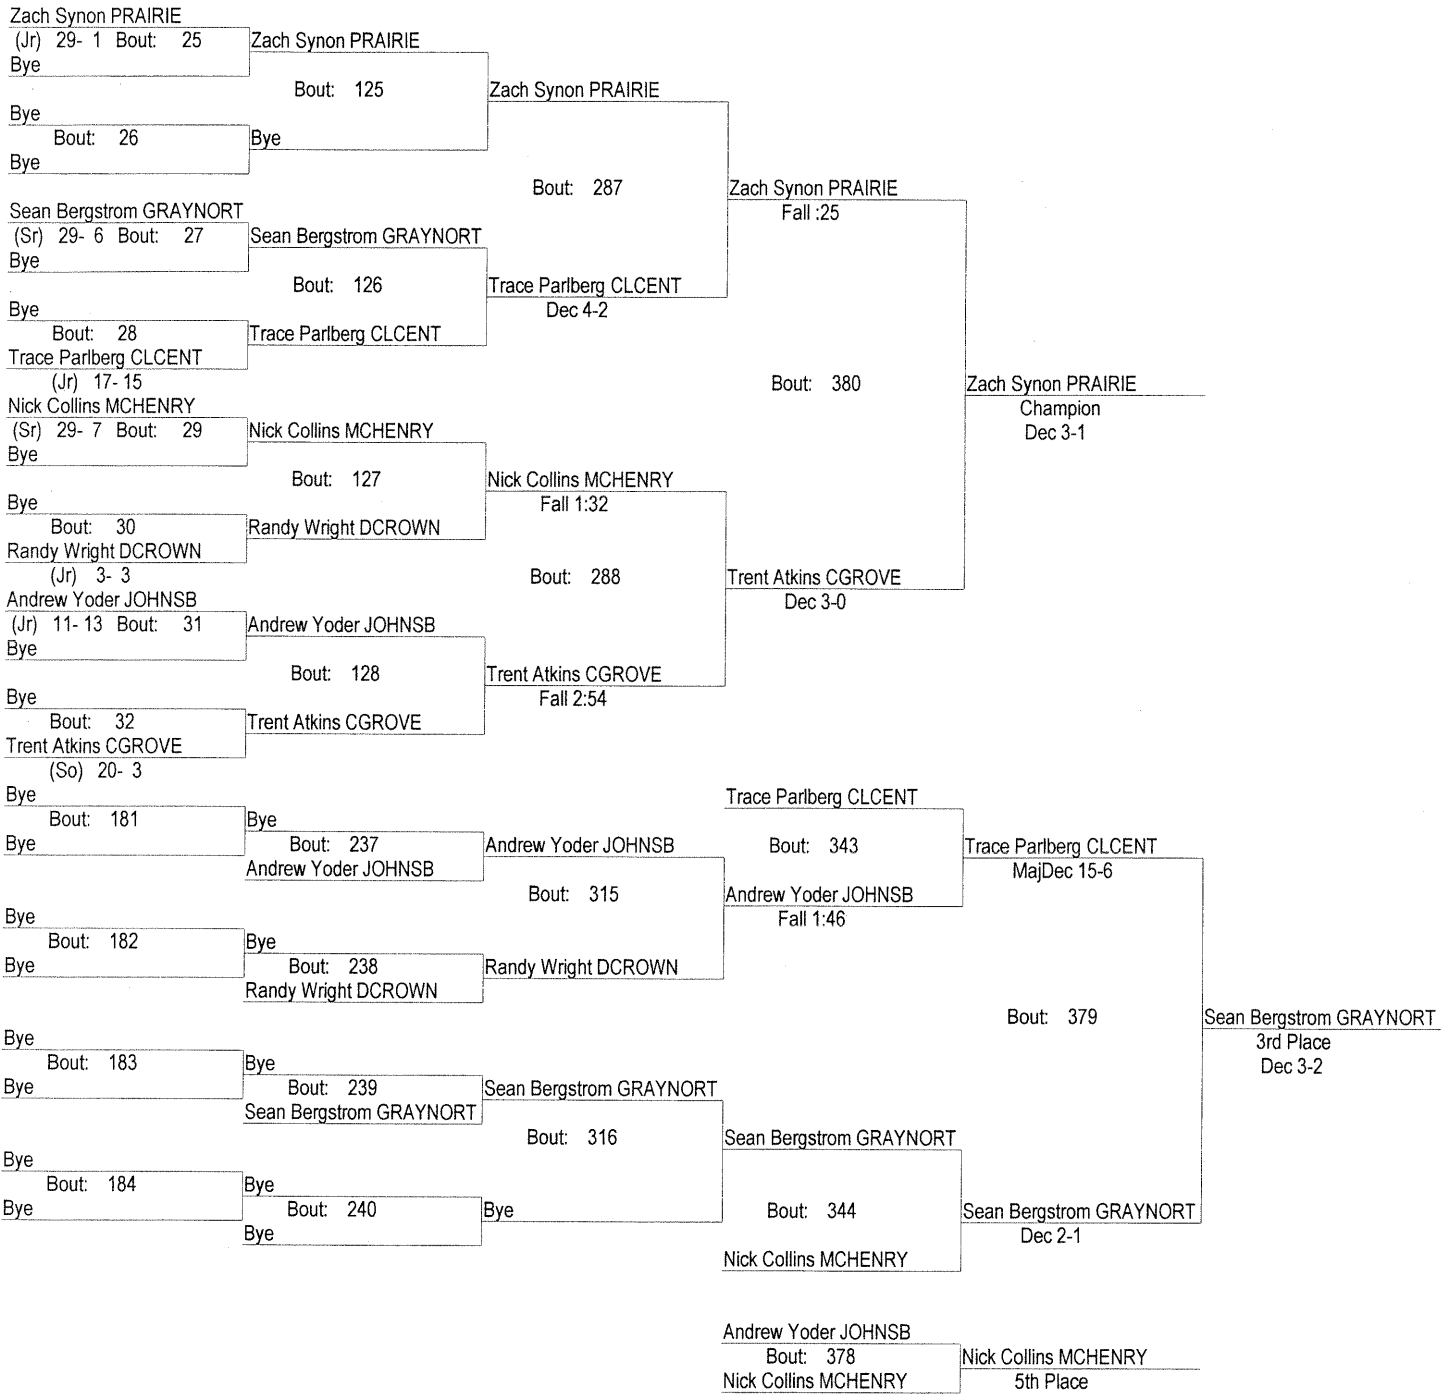 Zach Synon PRAIRIE
(Jr) 29- 1 Bout: 25
Bye
Zach Synon PRAIRIE
Bout: 125
Bye
Bout: 26
Bye
Bye
Zach Synon PRAIRIE
Bout: 287
Sean Bergstrom GRAYNORT
(Sr) 29- 6 Bout: 27
Bye
Sean Bergstrom GRAYNORT
Bout: 126
Bye
Bout: 28
Trace Parlberg CLCENT
(Jr) 17- 15
Trace Parlberg CLCENT
Trace Parlberg CLCENT
Dec 4-2
Zach Synon PRAIRIE
Fall :25
Bout: 380
Nick Collins MCHENRY
(Sr) 29- 7 Bout: 29
Bye
Nick Collins MCHENRY
Bout: 127
Bye
Bout: 30
Randy Wright DCROWN
(Jr) 3- 3
Randy Wright DCROWN
Nick Collins MCHENRY
Fall 1:32
Bout: 288
Andrew Yoder JOHNSB
(Jr) 11- 13 Bout: 31
Bye
Andrew Yoder JOHNSB
Bout: 128
Bye
Bout: 32
Trent Atkins CGROVE
(So) 20- 3
Trent Atkins CGROVE
Trent Atkins CGROVE
Fall 2:54
Trent Atkins CGROVE
Dec 3-0
Zach Synon PRAIRIE
Champion
Dec 3-1
Bye
Bout: 181
Bye
Bye
Bout: 237
Andrew Yoder JOHNSB
Andrew Yoder JOHNSB
Bout: 315
Bye
Bout: 182
Bye
Bye
Bout: 238
Randy Wright DCROWN
Randy Wright DCROWN
Trace Parlberg CLCENT
Bout: 343
Andrew Yoder JOHNSB
Fall 1:46
Trace Parlberg CLCENT
MajDec 15-6
Bout: 379
Bye
Bout: 183
Bye
Bye
Bout: 239
Sean Bergstrom GRAYNORT
Sean Bergstrom GRAYNORT
Bout: 316
Bye
Bout: 184
Bye
Bye
Bout: 240
Bye
Bye
Sean Bergstrom GRAYNORT
Bout: 344
Nick Collins MCHENRY
Sean Bergstrom GRAYNORT
Dec 2-1
Sean Bergstrom GRAYNORT
3rd Place
Dec 3-2
Andrew Yoder JOHNSB
Bout: 378
Nick Collins MCHENRY
Nick Collins MCHENRY
5th Place